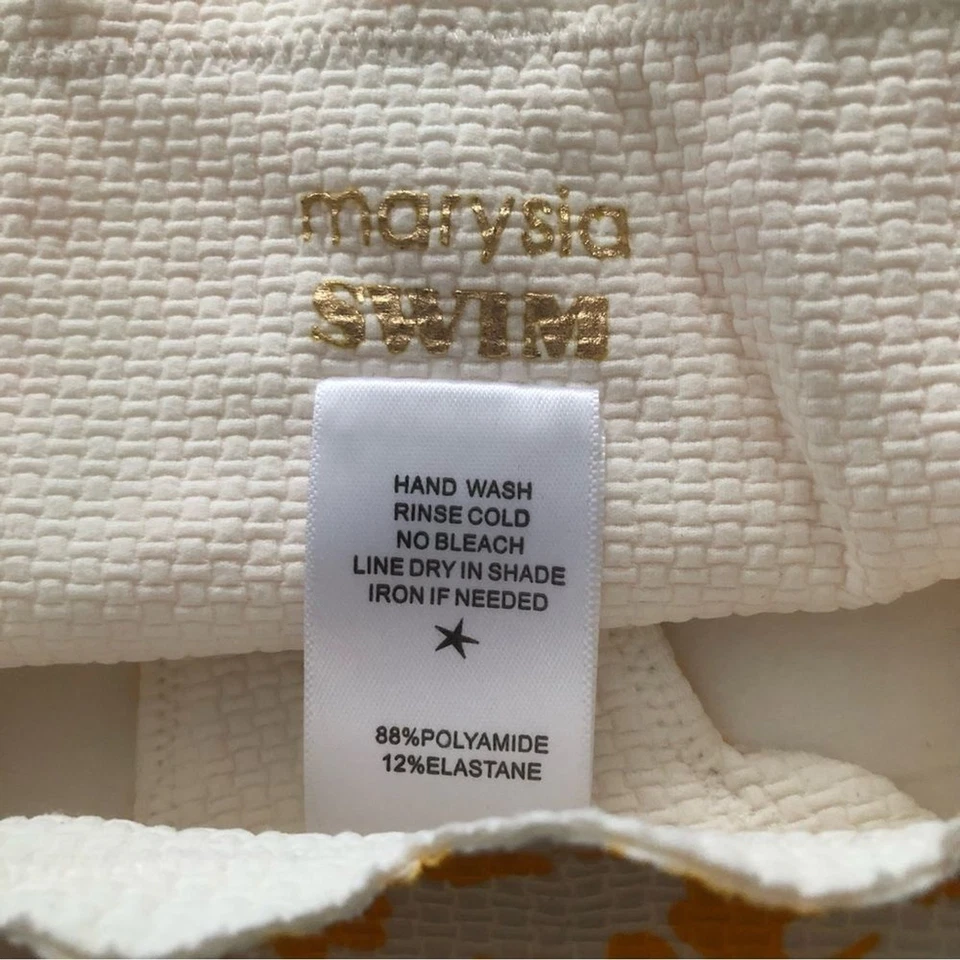 marysia
SWIM
HAND WASH
RINSE COLD
NO BLEACH
LINE DRY IN SHADE
IRON IF NEEDED
88%POLYAMIDE
12%ELASTANE